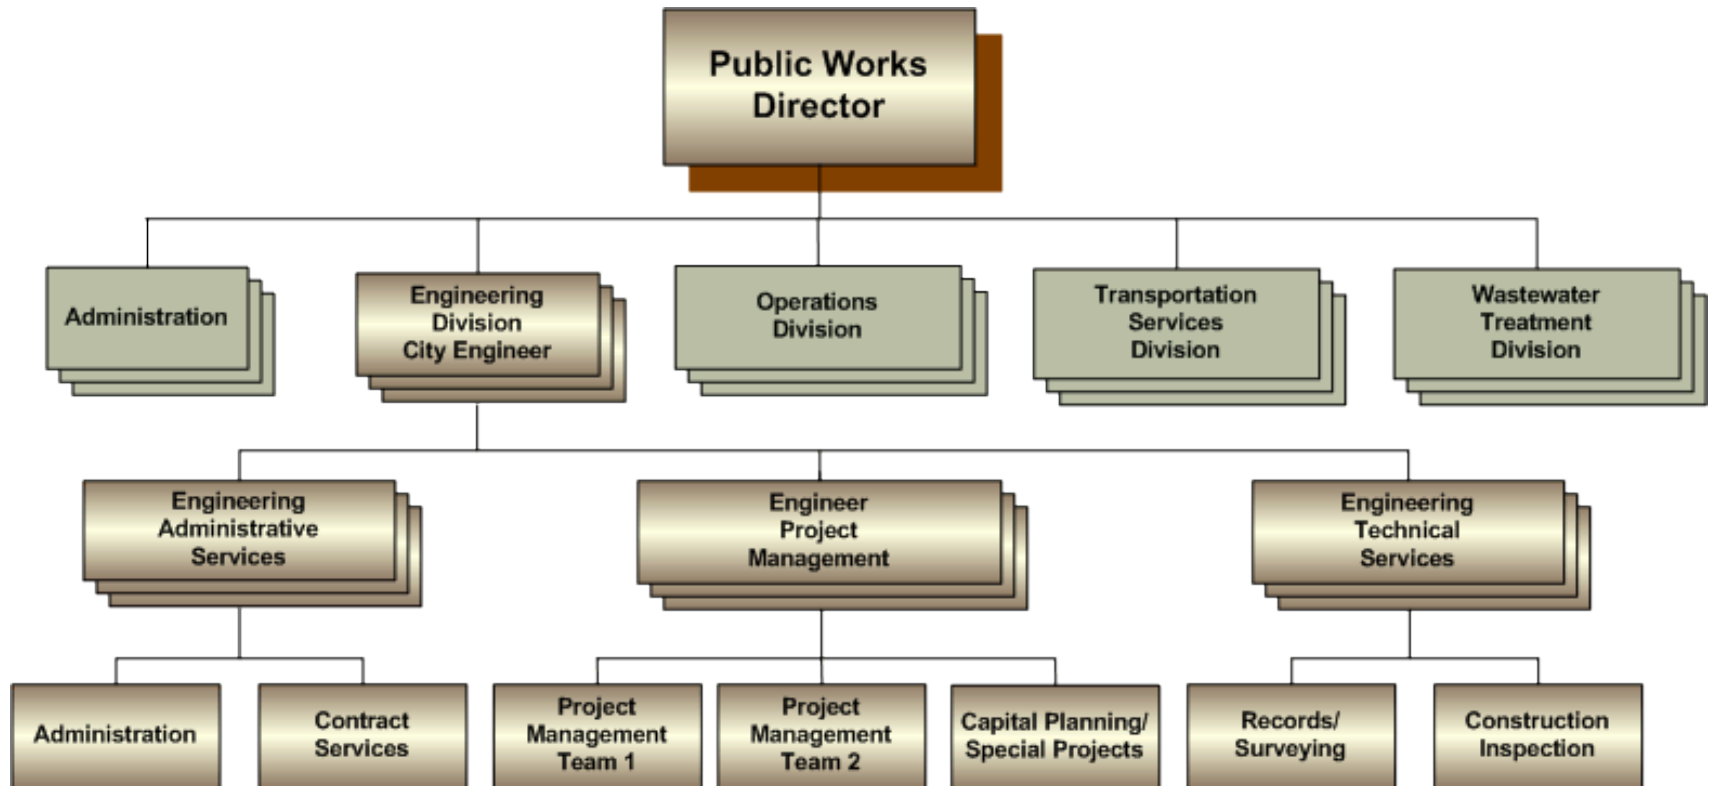 Public Works
Director
Administration
Engineering
Division
City Engineer
Operations
Division
Transportation
Services
Division
Wastewater
Treatment
Division
Engineering
Administrative
Services
Engineer
Project
Management
Engineering
Technical
Services
Administration
Contract
Services
Project
Management
Team 1
Project
Management
Team 2
Capital Planning/
Special Projects
Records/
Surveying
Construction
Inspection